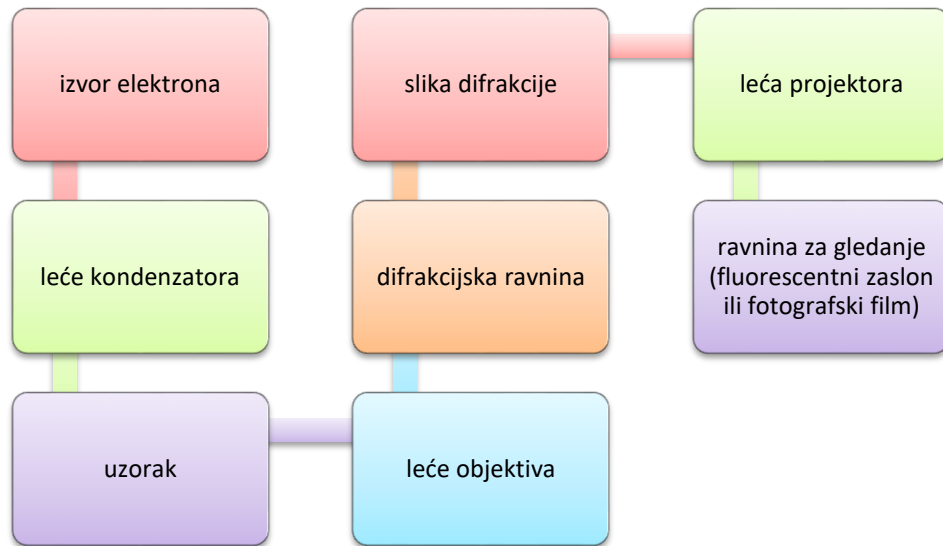 izvor elektrona
leće kondenzatora
uzorak
leće objektiva
difrakcijska ravnina
slika difrakcije
leća projektora
ravnina za gledanje
(fluorescentni zaslon
ili fotografski film)